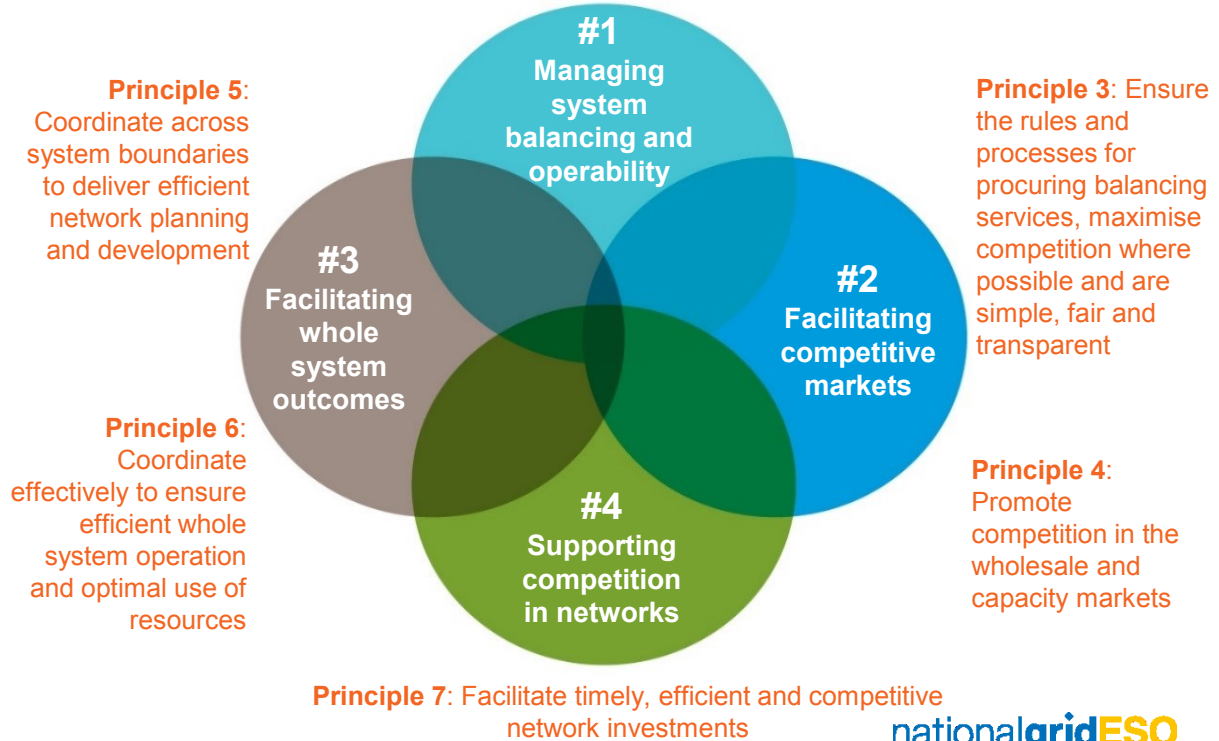 #1
Managing
system
balancing and
operability
Principle 5:
Coordinate across
system boundaries
to deliver efficient
network planning
and development
Principle 3: Ensure
the rules and
processes for
procuring balancing
services, maximise
competition where
possible and are
simple, fair and
transparent
#3
Facilitating
whole
system
outcomes
#2
Facilitating
competitive
markets
Principle 6:
Coordinate
effectively to ensure
efficient whole
system operation
and optimal use of
resources
#4
Supporting
competition
in networks
Principle 4:
Promote
competition in the
wholesale and
capacity markets
Principle 7: Facilitate timely, efficient and competitive
network investments
nationalgridESO